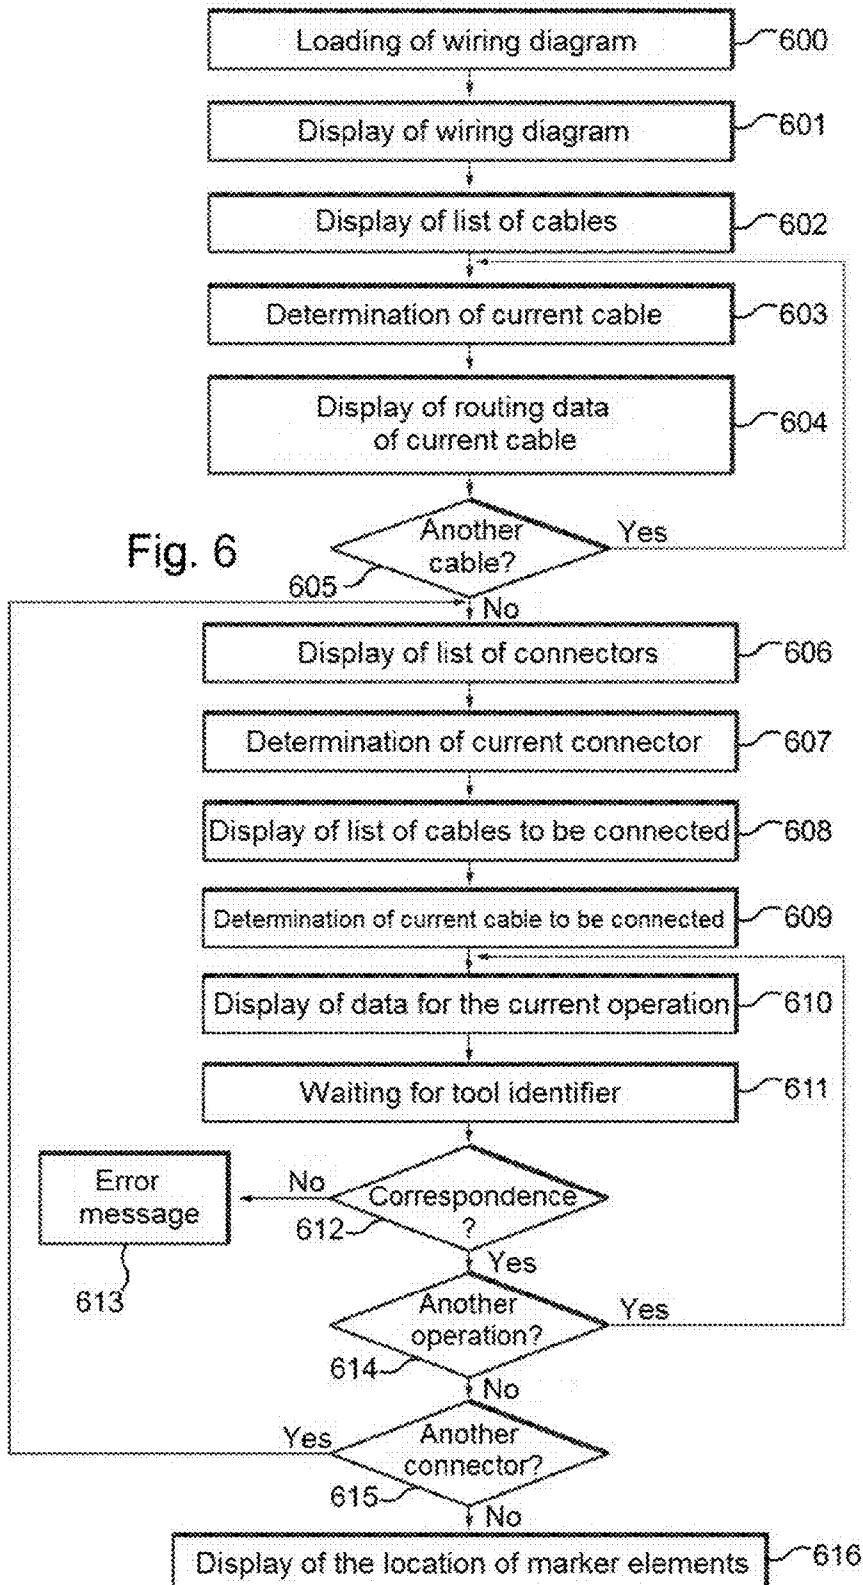 Loading of wiring diagram
600
Display of wiring diagram
601
Display of list of cables
602
Determination of current cable
603
Display of routing data
of current cable
604
Another
cable?
Yes
Fig. 6
605
No
Display of list of connectors
606
Determination of current connector
607
Display of list of cables to be connected
608
Determination of current cable to be connected
609
Display of data for the current operation
610
Waiting for tool identifier
611
Error
message
No
Correspondence
?
612
613
Yes
Another
operation?
Yes
614
No
Yes
Another
connector?
615
No
Display of the location of marker elements
616